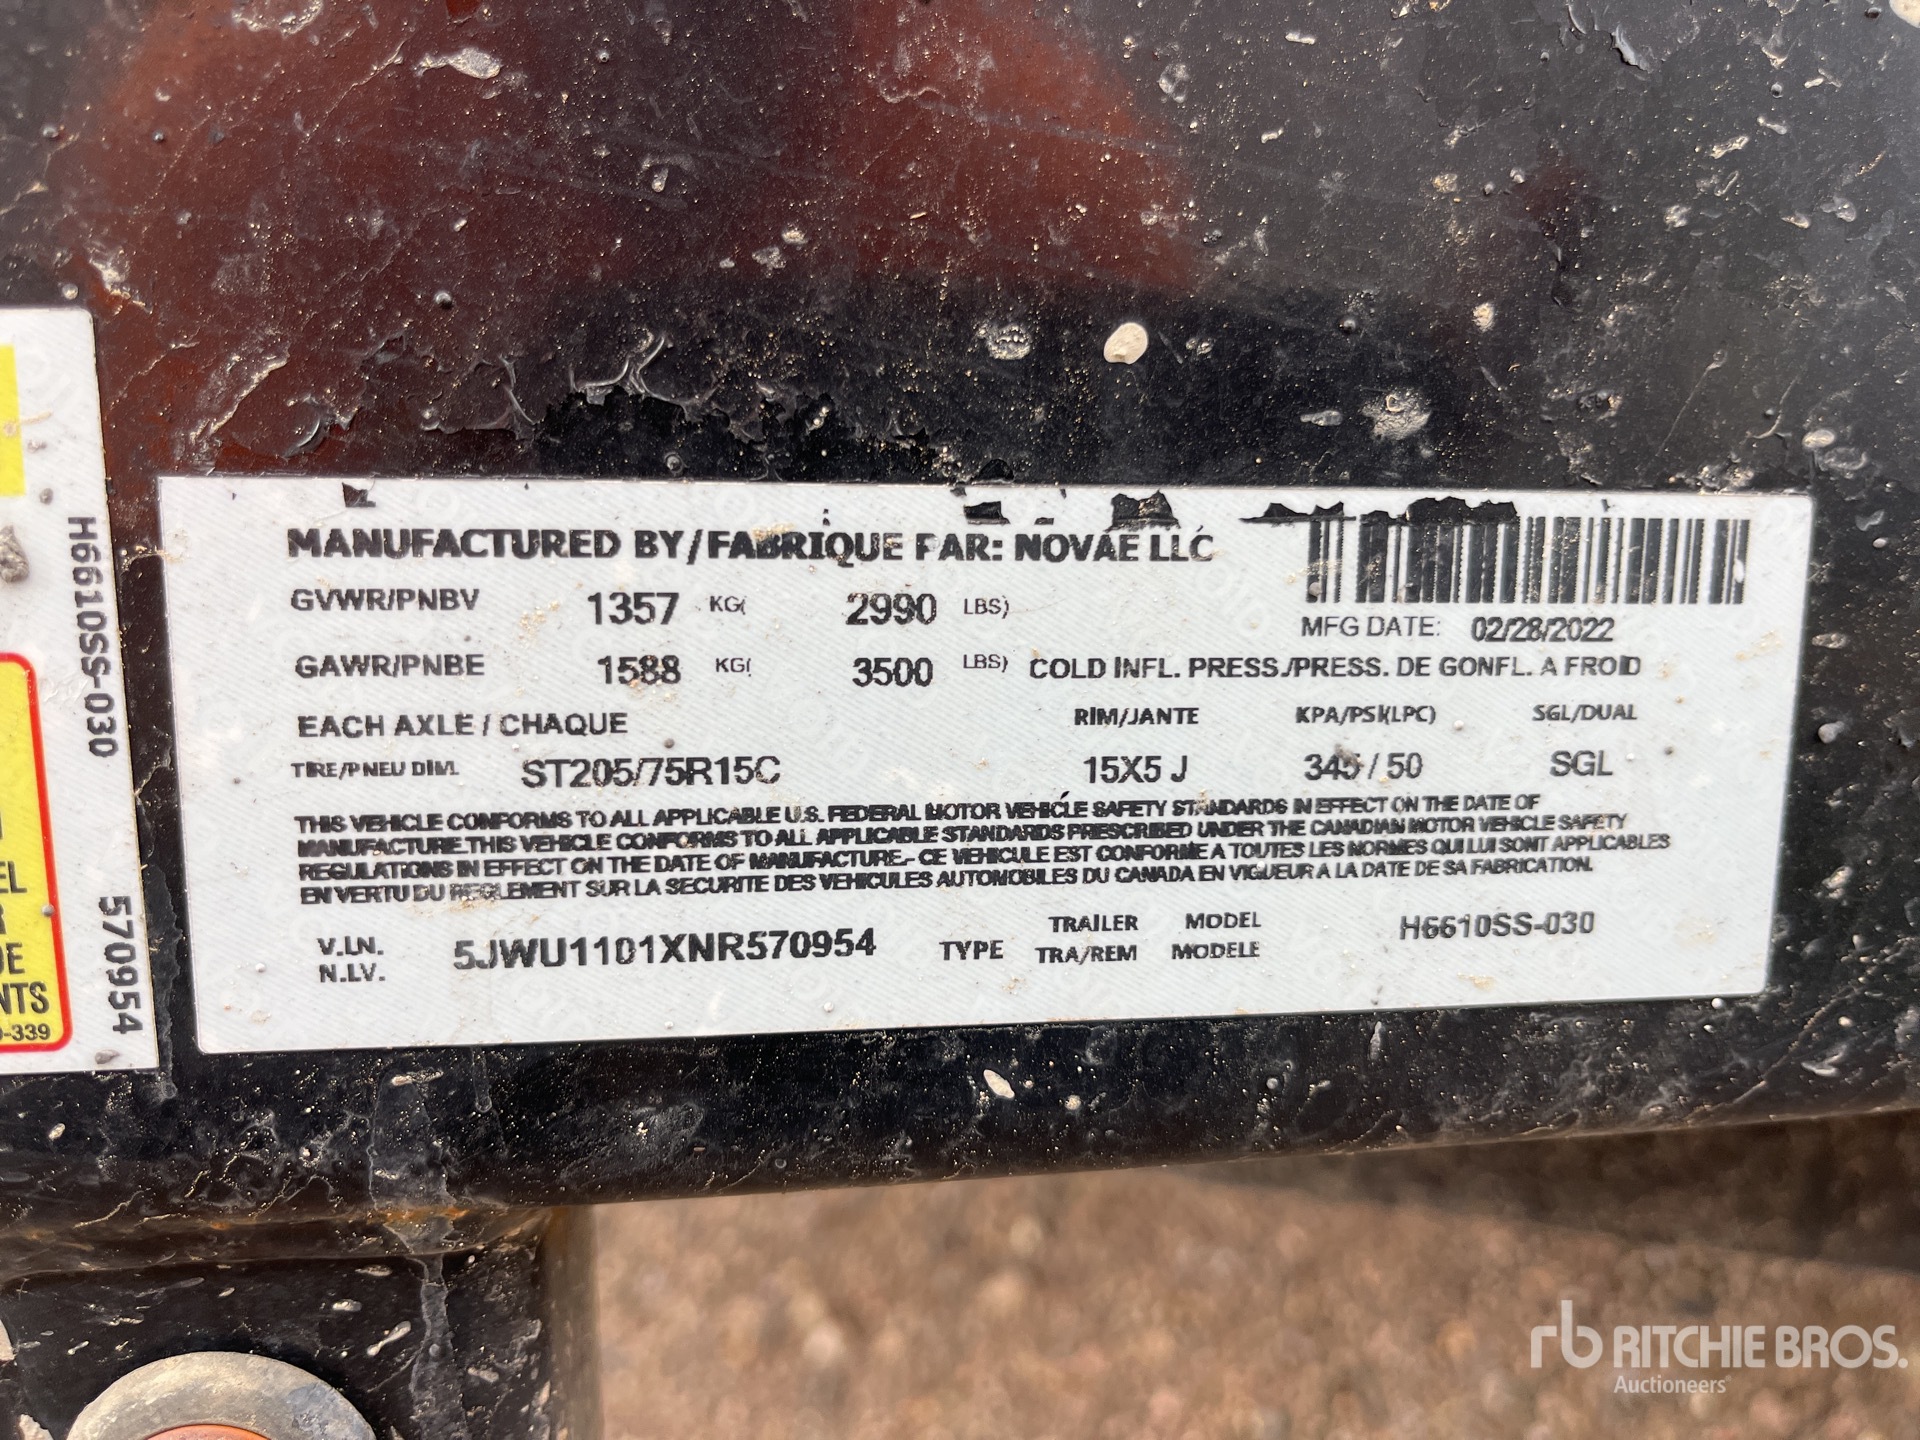 MANUFACTURED BY/FABRIQUE PAR: NOVAE LLC
GVWR/PNBV 1357 KG( 2990 LBS)
MFG DATE: 02/28/2022
GAWR/PNBE 1588 KG( 3500 LBS) COLD INFL. PRESS./PRESS. DE GONFL. A FROID
EACH AXLE / CHAQUE RIM/JANTE KPA/PSI(LPC) SGL/DUAL
TIRE/PNEU DIM. ST205/75R15C 15X5 J 345 / 50 SGL
THIS VEHICLE CONFORMS TO ALL APPLICABLE U.S. FEDERAL MOTOR VEHICLE SAFETY STANDARDS IN EFFECT ON THE DATE OF
MANUFACTURE.THIS VEHICLE CONFORMS TO ALL APPLICABLE STANDARDS PRESCRIBED UNDER THE CANADIAN MOTOR VEHICLE SAFETY
REGULATIONS IN EFFECT ON THE DATE OF MANUFACTURE.- CE VEHICULE EST CONFORME A TOUTES LES NORMES QUI LUI SONT APPLICABLES
EN VERTU DU REGLEMENT SUR LA SECURITE DES VEHICULES AUTOMOBILES DU CANADA EN VIGUEUR A LA DATE DE SA FABRICATION.
V.I.N. 5JWU1101XNR570954 TYPE TRAILER MODEL H6610SS-030
N.I.V. TRA/REM MODELE
H6610SS-030 570954
EL
DE
NTS
-339
rb RITCHIE BROS.
Auctioneers